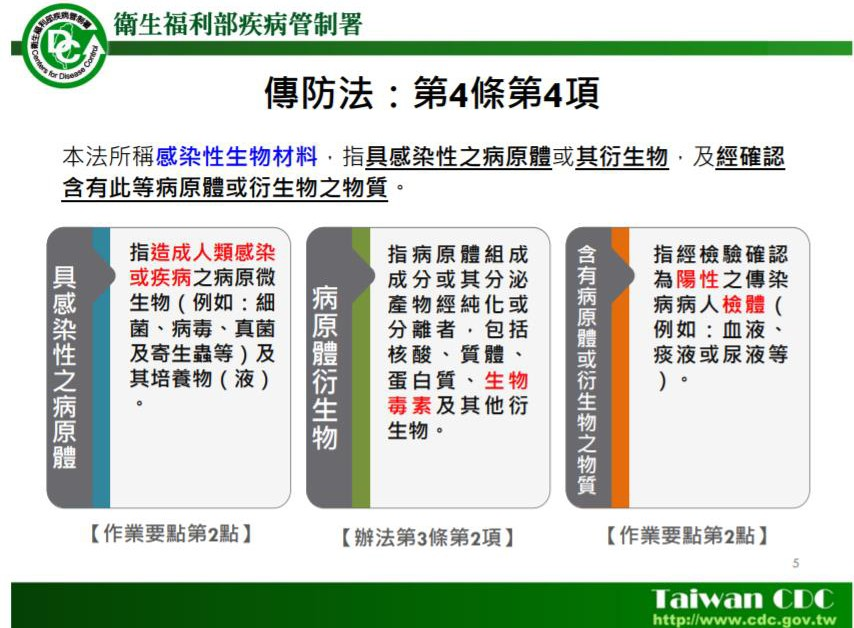 衛生福利部疾病管制署
衛生福利部疾病管制署
DC
Centers for Disease Control
傳防法：第4條第4項
本法所稱感染性生物材料，指具感染性之病原體或其衍生物，及經確認
含有此等病原體或衍生物之物質。
具感染性之病原體
指造成人類感染
或疾病之病原微
生物（例如：細
菌、病毒、真菌
及寄生蟲等）及
其培養物（液）
。
【作業要點第2點】
病原體衍生物
指病原體組成
成分或其分泌
產物經純化或
分離者，包括
核酸、質體、
蛋白質、生物
毒素及其他衍
生物。
【辦法第3條第2項】
含有病原體或衍生物之物質
指經檢驗確認
為陽性之傳染
病病人檢體（
例如：血液、
痰液或尿液等
）。
【作業要點第2點】
5
Taiwan CDC
http://www.cdc.gov.tw